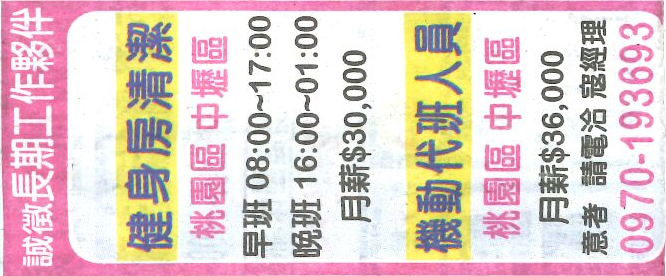 誠徵長期工作夥伴
健身房清潔
桃園區 中壢區
早班 08:00~17:00
晚班 16:00~01:00
月薪$30,000
機動代班人員
桃園區 中壢區
月薪$36,000
意者 請電洽 寇經理
0970-193693